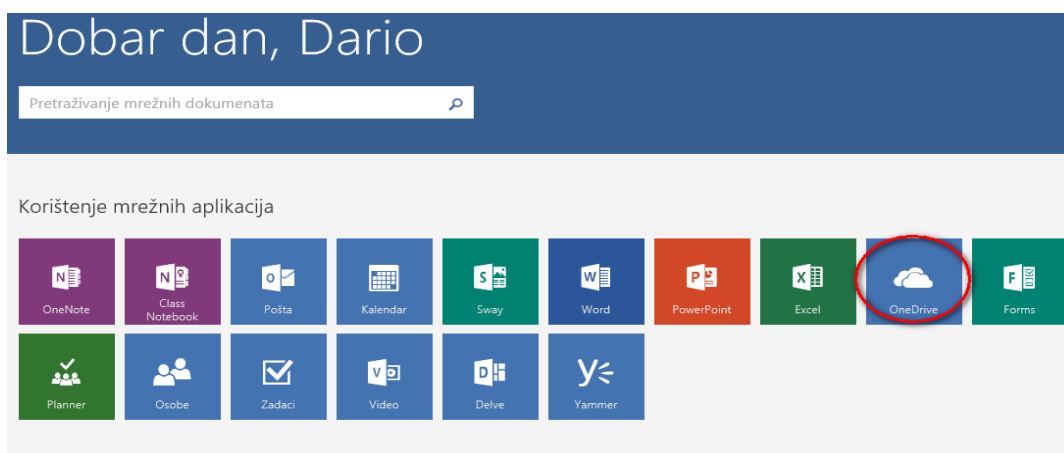 Dobar dan, Dario
Pretraživanje mrežnih dokumenata
Korištenje mrežnih aplikacija
N
N
o
S
W
P
X
F
OneNote
Class
Notebook
Pošta
Kalendar
Sway
Word
PowerPoint
Excel
OneDrive
Forms
V
D
Planner
Osobe
Zadaci
Video
Delve
Yammer